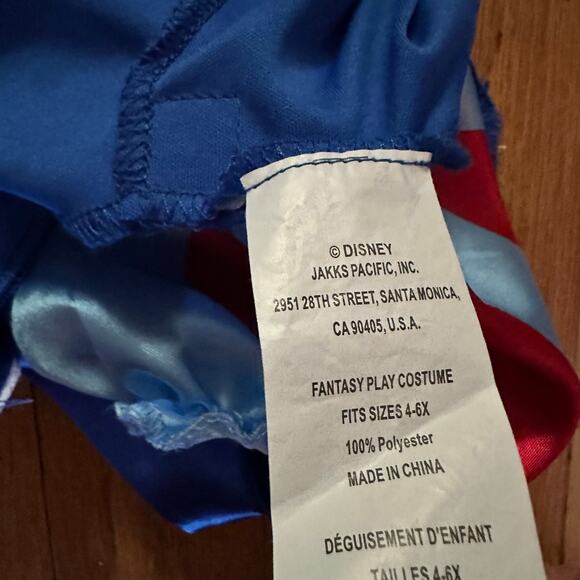 © DISNEY
JAKKS PACIFIC, INC.
2951 28TH STREET, SANTA MONICA,
CA 90405, U.S.A.
FANTASY PLAY COSTUME
FITS SIZES 4-6X
100% Polyester
MADE IN CHINA
DÉGUISEMENT D'ENFANT
TAILLES 4-6X